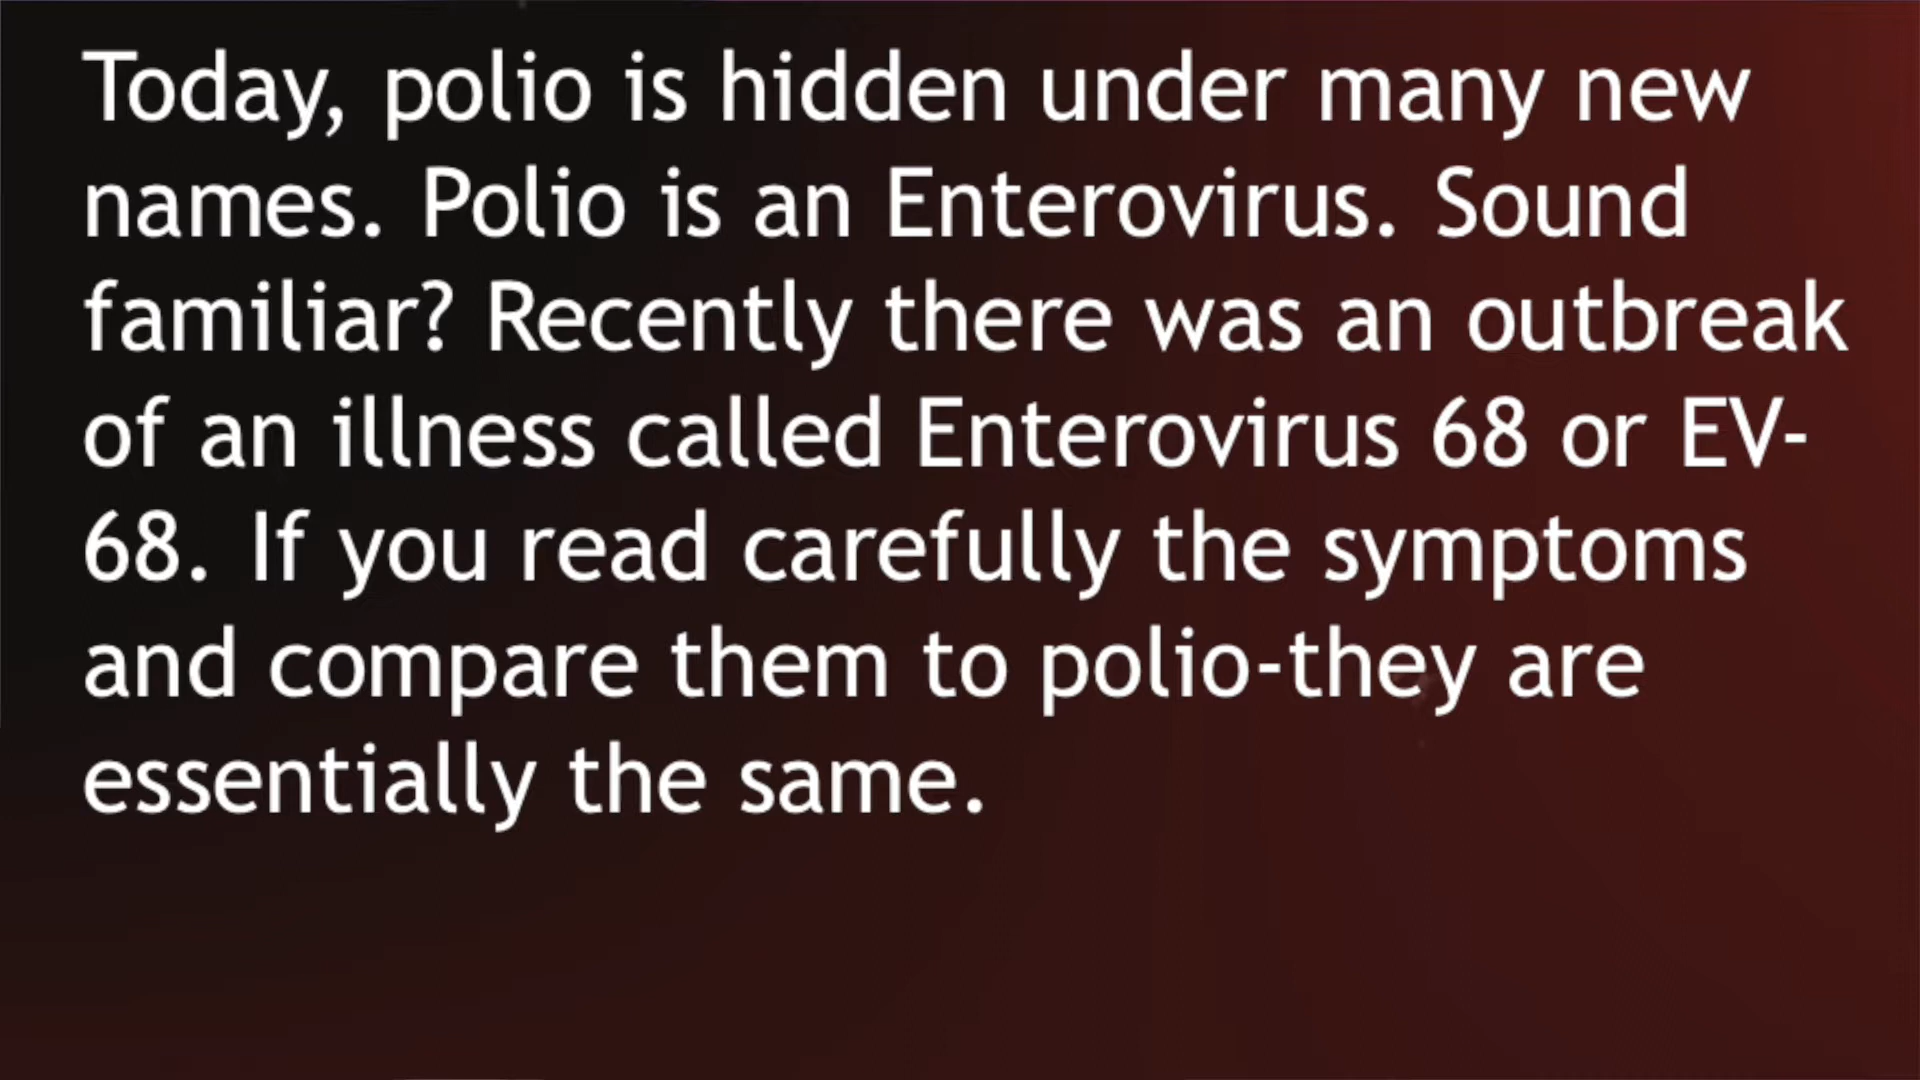 Today, polio is hidden under many new
names. Polio is an Enterovirus. Sound
familiar? Recently there was an outbreak
of an illness called Enterovirus 68 or EV-
68. If you read carefully the symptoms
and compare them to polio-they are
essentially the same.